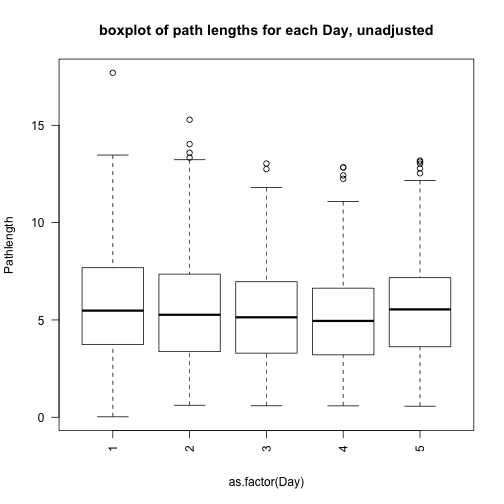 boxplot of path lengths for each Day, unadjusted
Pathlength
15
10
5
0
1 2 3 4 5
as.factor(Day)